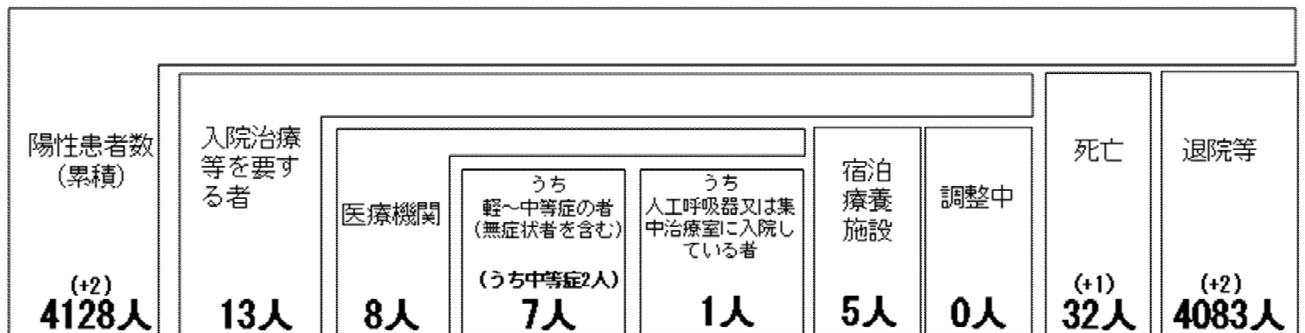 陽性患者数
(累積)
(+2)
4128人
入院治療
等を要す
る者
13人
医療機関
8人
うち
軽~中等症の者
(無症状者を含む)
(うち中等症2人)
7人
うち
人工呼吸器又は集
中治療室に入院し
ている者
1人
宿泊
療養
施設
5人
調整中
0人
死亡
(+1)
32人
退院等
(+2)
4083人